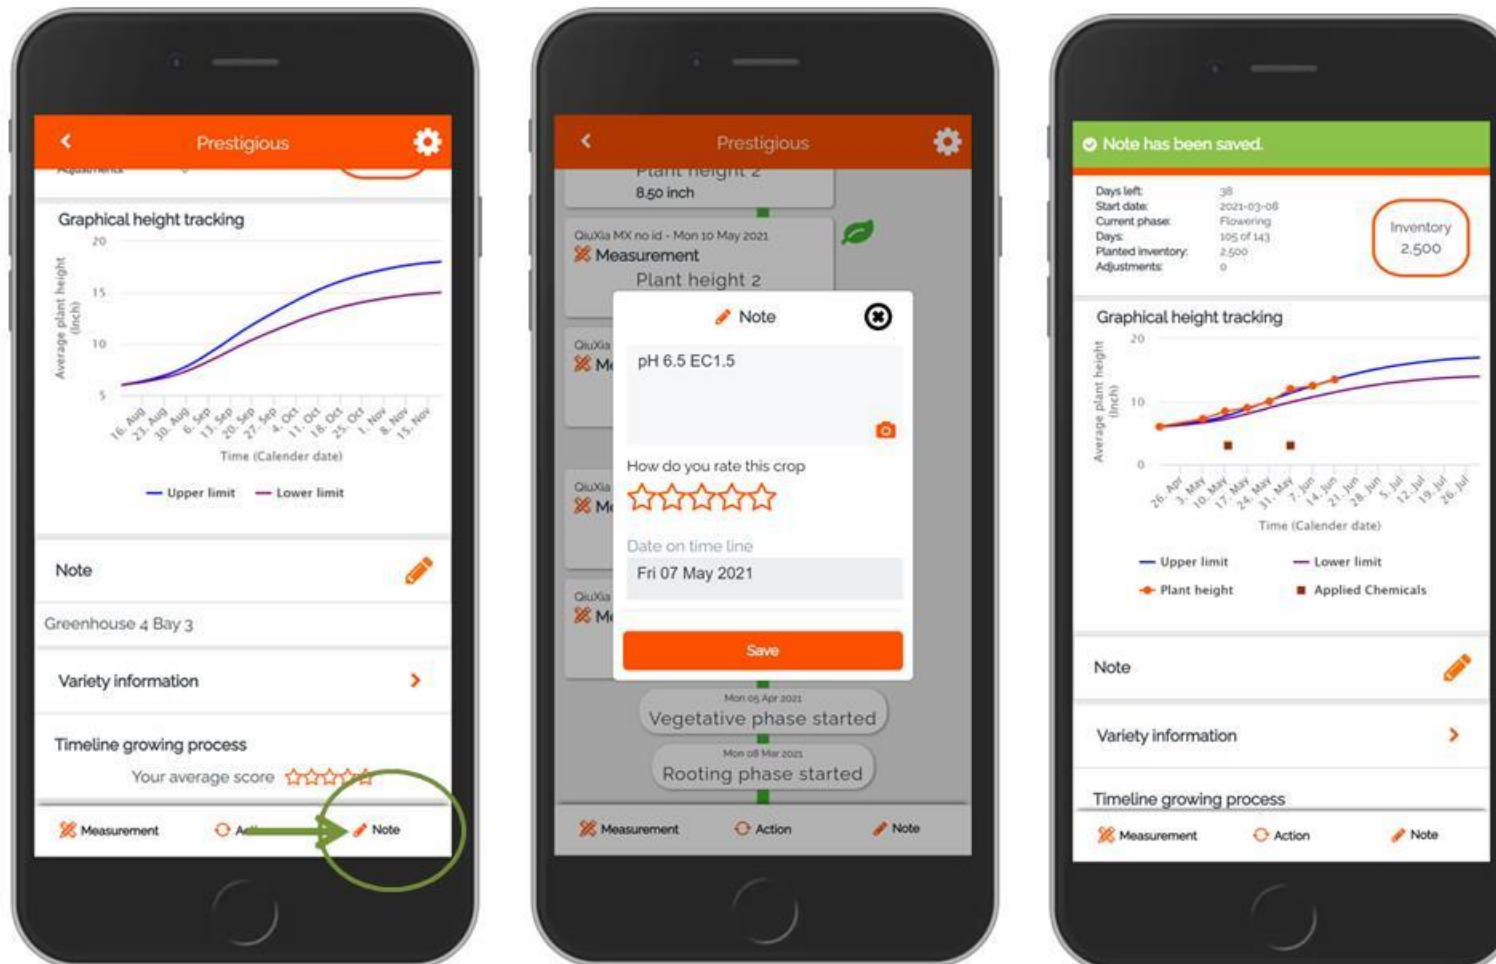 Prestigious
Adjustments
Graphical height tracking
20
15
10
5
Average plant height
(Inch)
16. Aug
23. Aug
30. Aug
6. Sep
13. Sep
20. Sep
27. Sep
4. Oct
11. Oct
18. Oct
25. Oct
1. Nov
8. Nov
15. Nov
Time (Calender date)
Upper limit Lower limit
Note
Greenhouse 4 Bay 3
Variety information
Timeline growing process
Your average score
Measurement Note
Prestigious
Plant height 2
8.50 inch
QiuXia MX no id - Mon 10 May 2021
Measurement
Plant height 2
QiuXia
QiuXia
QiuXia
Note
pH 6.5 EC1.5
How do you rate this crop
Date on time line
Fri 07 May 2021
Save
Mon 05 Apr 2021
Vegetative phase started
Mon 08 Mar 2021
Rooting phase started
Measurement Action Note
Note has been saved.
Days left: 38
Start date: 2021-03-08
Current phase: Flowering
Days: 105 of 143
Planted inventory: 2,500
Adjustments: 0
Inventory
2,500
Graphical height tracking
20
10
0
Average plant height
(Inch)
26. Apr
3. May
10. May
17. May
24. May
31. May
7. Jun
14. Jun
21. Jun
28. Jun
5. Jul
12. Jul
19. Jul
26. Jul
Time (Calender date)
Upper limit Lower limit
Plant height Applied Chemicals
Note
Variety information
Timeline growing process
Measurement Action Note